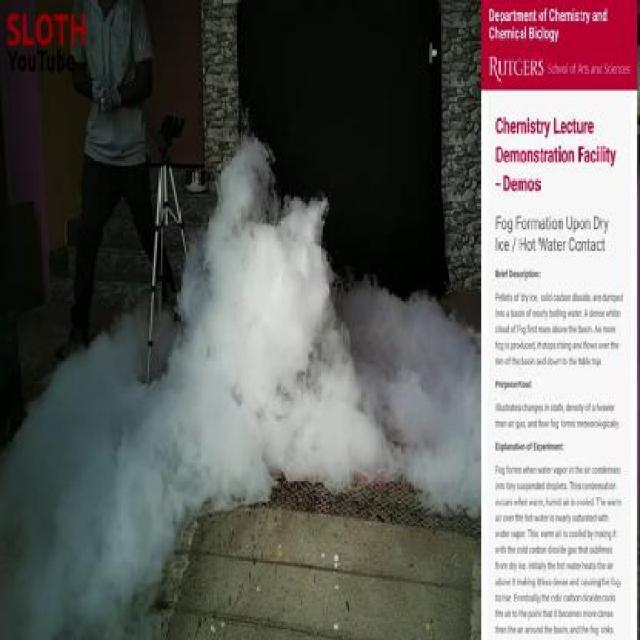 SLOTH
YouTube
Department of Chemistry and
Chemical Biology
RUTGERS School of Arts and Sciences
Chemistry Lecture
Demonstration Facility
- Demos
Fog Formation Upon Dry
Ice / Hot Water Contact
Brief Description:
Pellets of dry ice, solid carbon dioxide, are dumped
into a basin of nearly boiling water. A dense white
cloud of fog first rises above the basin. As more
fog is produced, it stops rising and flows over the
rim of the basin and down to the table top.
Purpose/Goal:
Illustrates changes in state, density of a heavier
than air gas, and how fog forms meteorologically.
Explanation of Experiment:
Fog forms when water vapor in the air condenses
into tiny suspended droplets. This condensation
occurs when warm, humid air is cooled. The warm
air over the hot water is nearly saturated with
water vapor. This warm air is cooled by mixing it
with the cold carbon dioxide gas that sublimes
from dry ice. Initially the hot water heats the air
above it making it less dense and causing the fog
to rise. Eventually the cold carbon dioxide cools
the air to the point that it becomes more dense
than the air around the basin, and the fog sinks